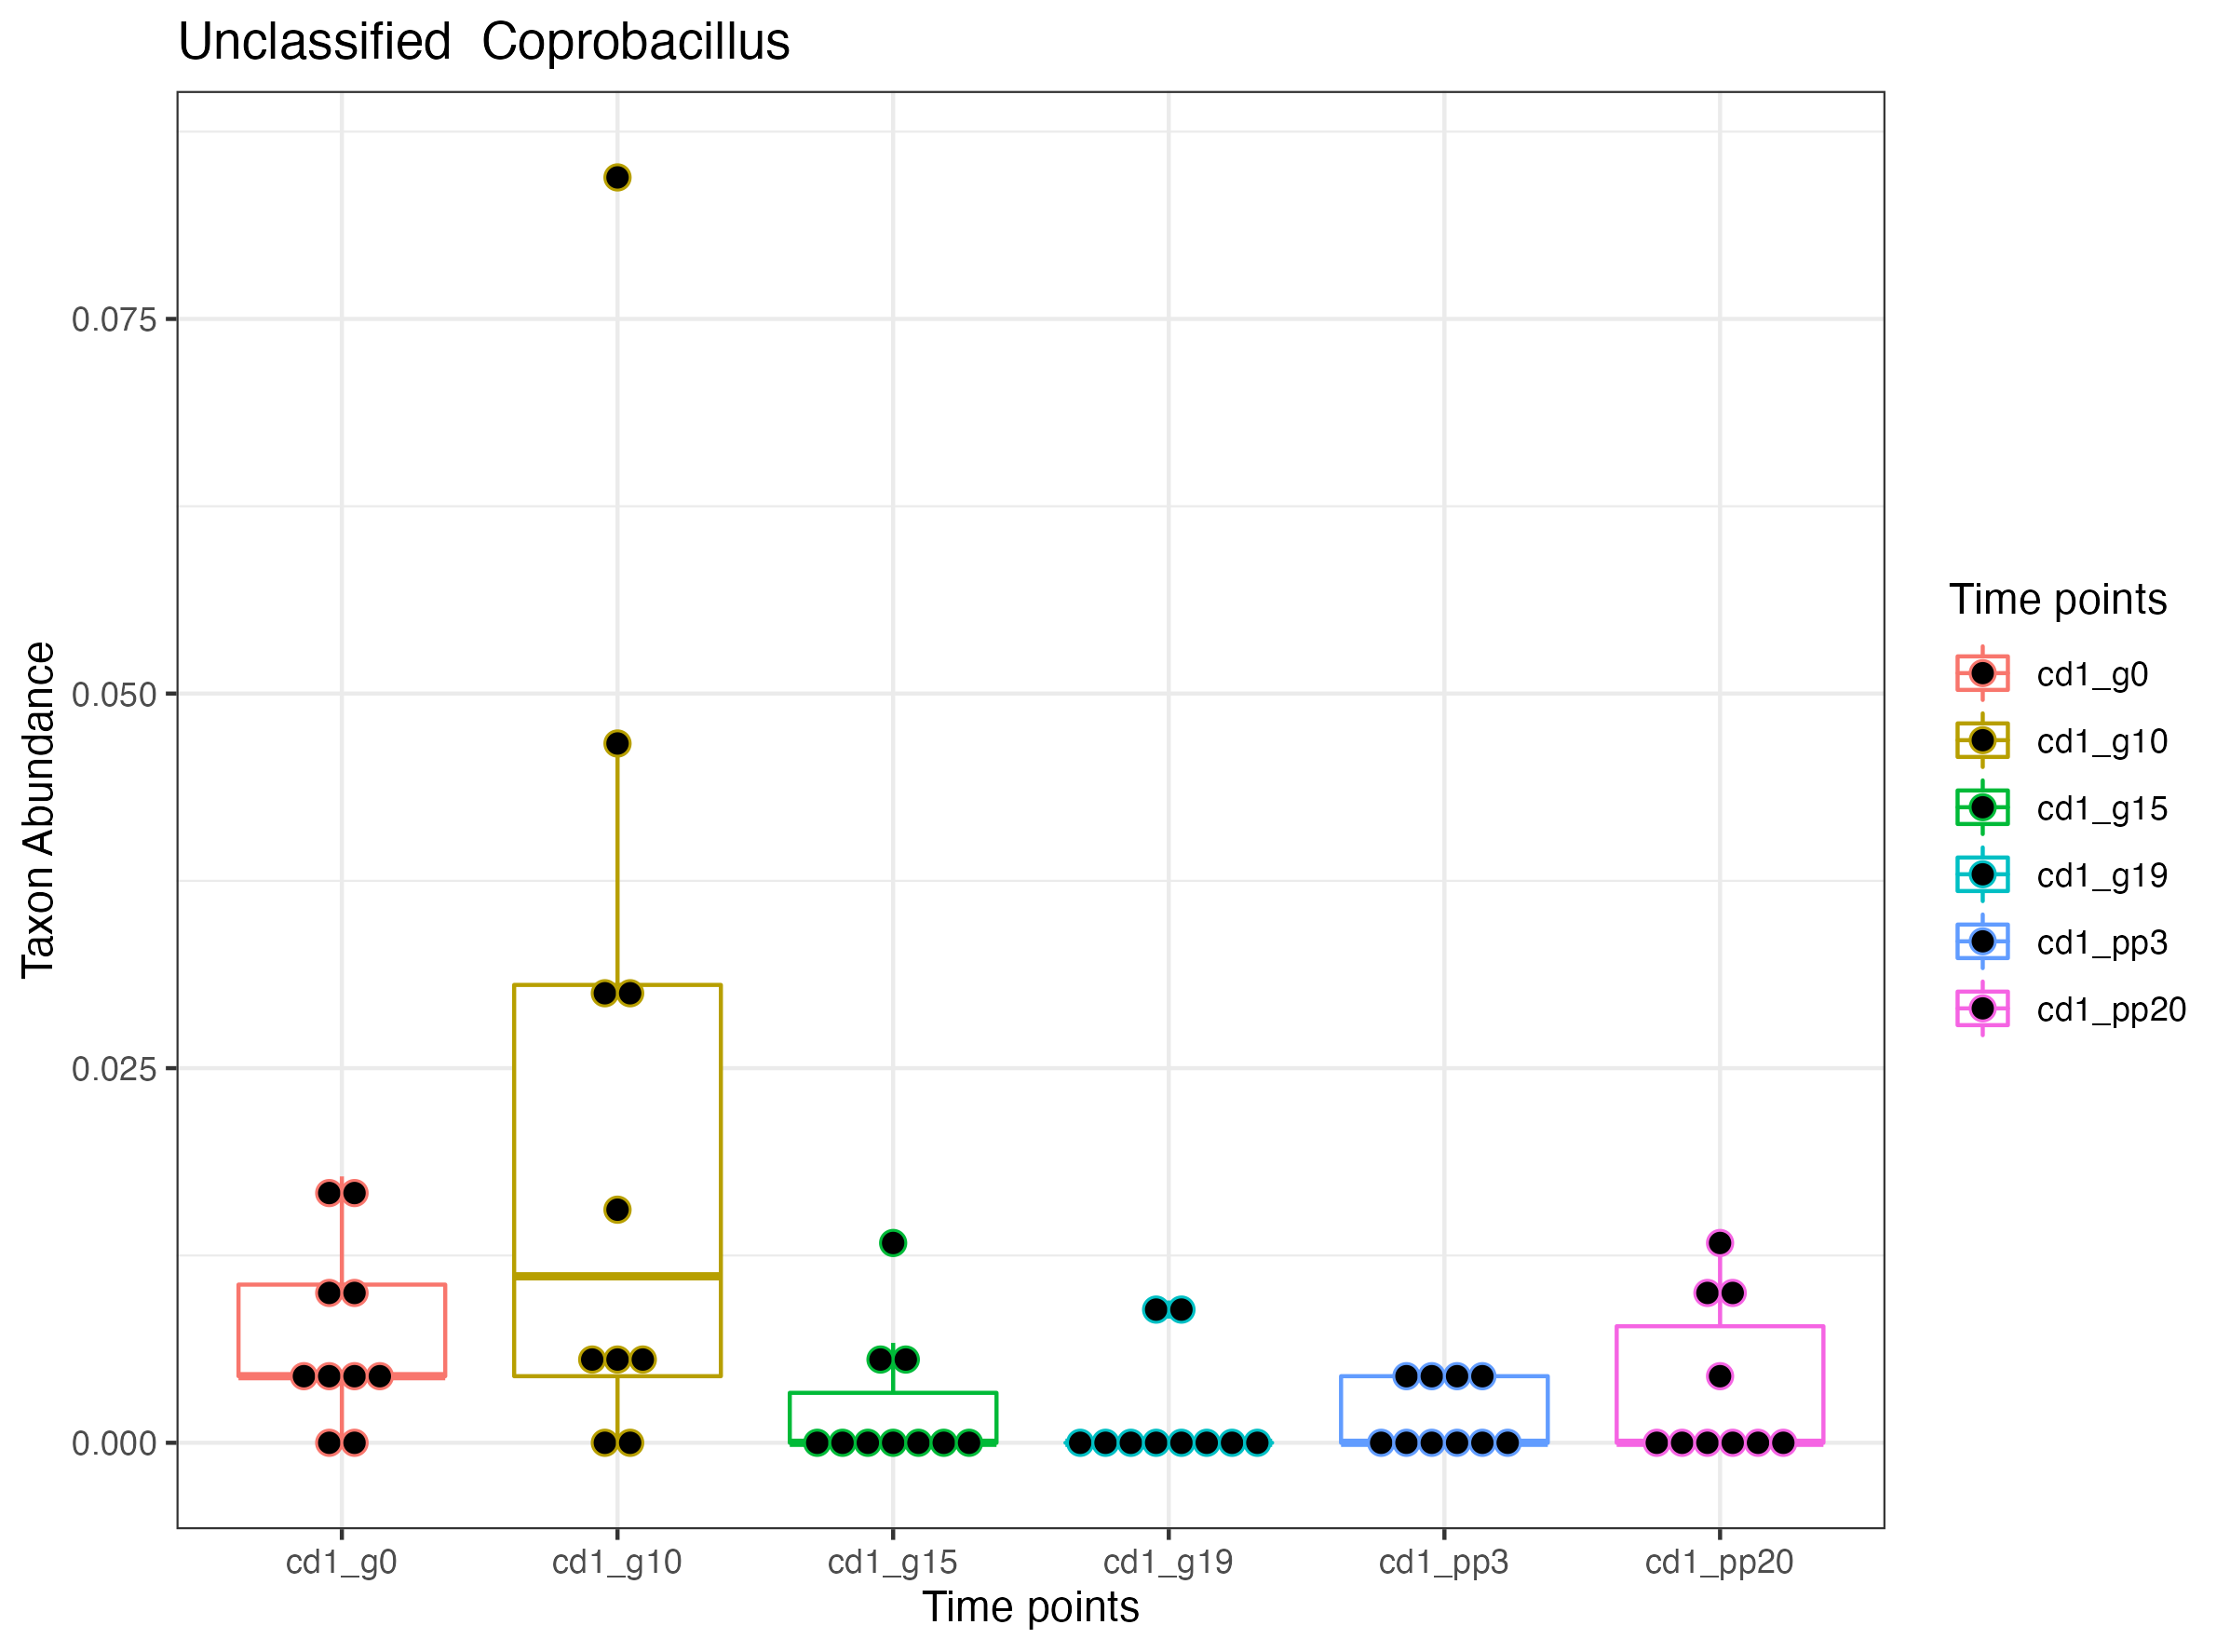 Unclassified  Coprobacillus
Taxon Abundance
0.075
0.050
0.025
0.000
cd1_g0
cd1_g10
cd1_g15
cd1_g19
cd1_pp3
cd1_pp20
Time points
Time points
cd1_g0
cd1_g10
cd1_g15
cd1_g19
cd1_pp3
cd1_pp20